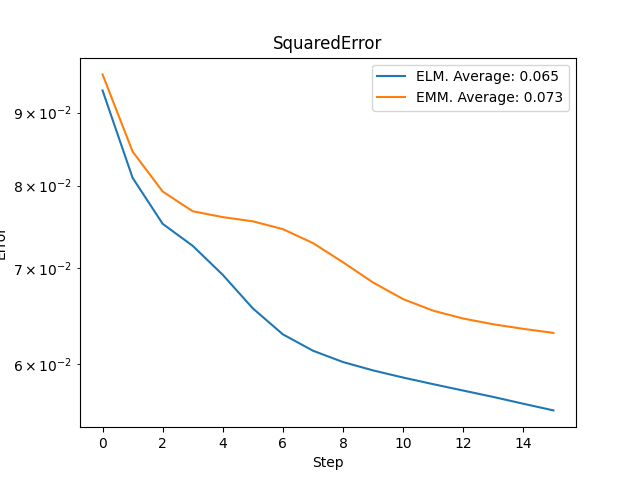 SquaredError
ELM. Average: 0.065
EMM. Average: 0.073
9 × 10⁻²
8 × 10⁻²
7 × 10⁻²
6 × 10⁻²
Error
0 2 4 6 8 10 12 14
Step